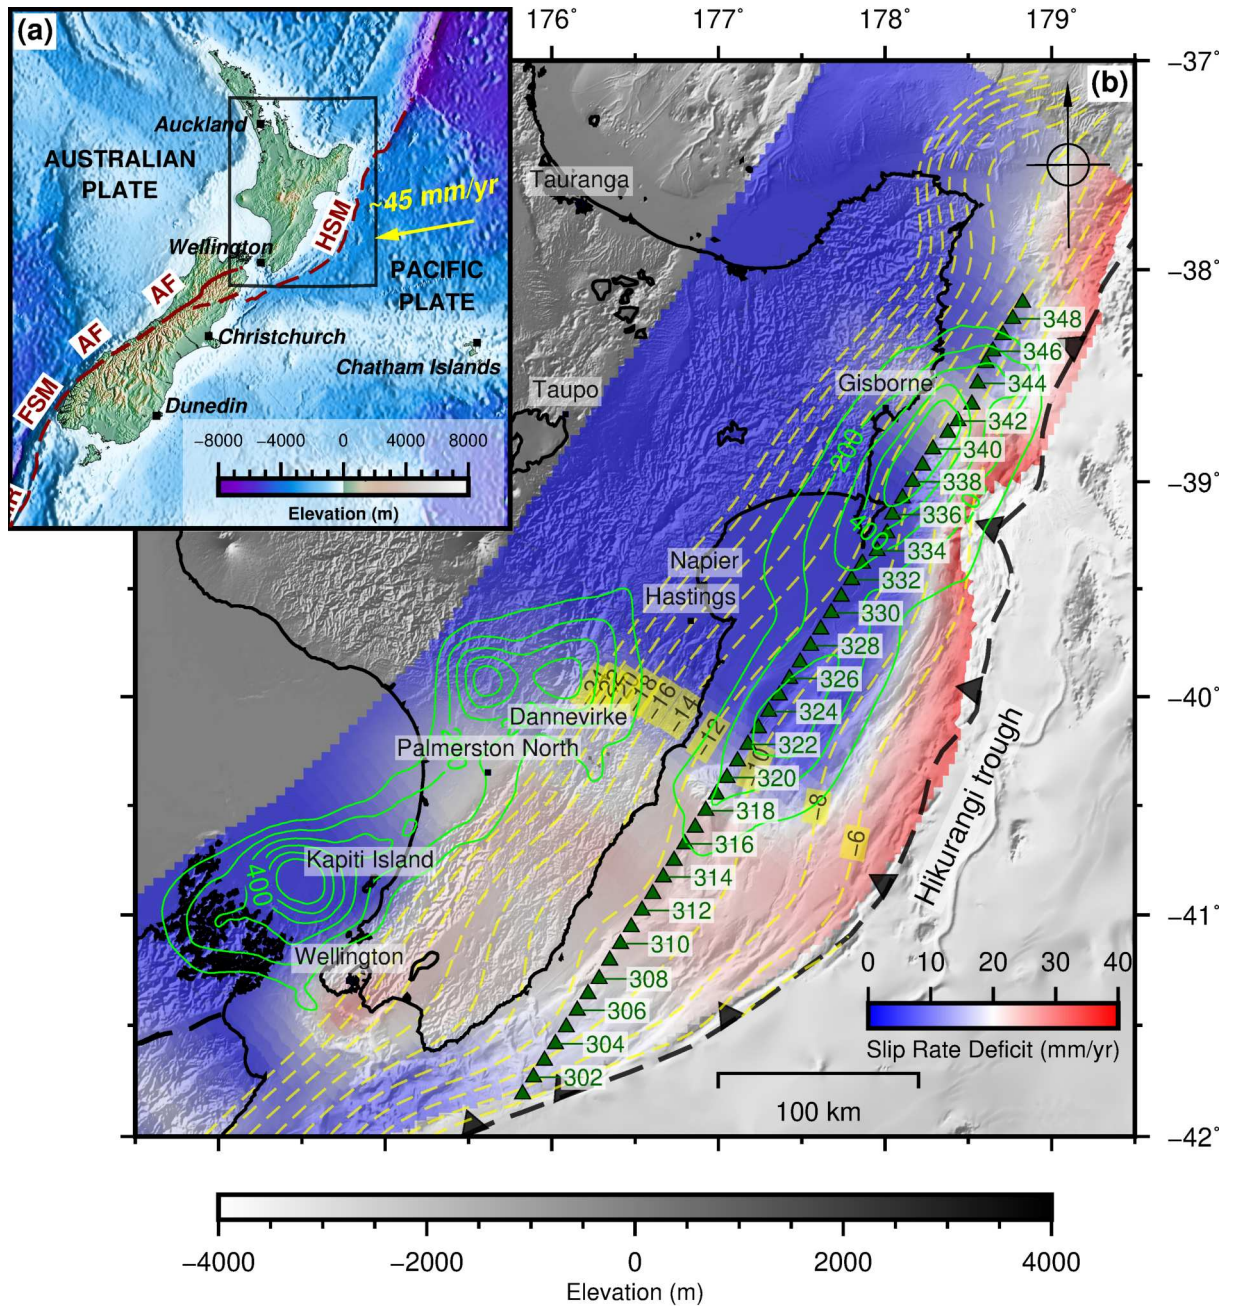 (a)
Auckland
AUSTRALIAN
PLATE
~45 mm/yr
HSM
Wellington
PACIFIC
PLATE
AF
AF
Christchurch
Chatham Islands
FSM
Dunedin
−8000 −4000 0 4000 8000
Elevation (m)
176° 177° 178° 179°
(b)
−37°
−38°
−39°
−40°
−41°
−42°
Tauranga
Taupo
Gisborne
Napier
Hastings
Dannevirke
Palmerston North
Kapiti Island
Wellington
200
400
400
348
346
344
342
340
338
336
334
332
330
328
326
324
322
320
318
316
314
312
310
308
306
304
302
−18
−16
−14
−12
−10
−8
−6
Hikurangi trough
0 10 20 30 40
Slip Rate Deficit (mm/yr)
100 km
−4000 −2000 0 2000 4000
Elevation (m)